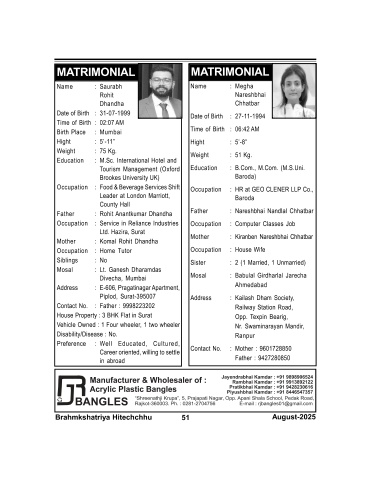 MATRIMONIAL
Name : Saurabh
Rohit
Dhandha
Date of Birth : 31-07-1999
Time of Birth : 02:07 AM
Birth Place : Mumbai
Hight : 5'-11"
Weight : 75 Kg.
Education : M.Sc. International Hotel and
Tourism Management (Oxford
Brookes University UK)
Occupation : Food & Beverage Services Shift
Leader at London Marriott,
County Hall
Father : Rohit Anantkumar Dhandha
Occupation : Service in Reliance Industries
Ltd. Hazira, Surat
Mother : Komal Rohit Dhandha
Occupation : Home Tutor
Siblings : No
Mosal : Lt. Ganesh Dharamdas
Divecha, Mumbai
Address : E-606, Pragatinagar Apartment,
Piplod, Surat-395007
Contact No. : Father : 9998223202
House Property : 3 BHK Flat in Surat
Vehicle Owned : 1 Four wheeler, 1 two wheeler
Disability/Disease : No.
Preference : Well Educated, Cultured,
Career oriented, willing to settle
in abroad
MATRIMONIAL
Name : Megha
Nareshbhai
Chhatbar
Date of Birth : 27-11-1994
Time of Birth : 06:42 AM
Hight : 5'-8"
Weight : 51 Kg.
Education : B.Com., M.Com. (M.S.Uni.
Baroda)
Occupation : HR at GEO CLENER LLP Co.,
Baroda
Father : Nareshbhai Nandlal Chhatbar
Occupation : Computer Classes Job
Mother : Kiranben Nareshbhai Chhatbar
Occupation : House Wife
Sister : 2 (1 Married, 1 Unmarried)
Mosal : Babulal Girdharlal Jarecha
Ahmedabad
Address : Kailash Dham Society,
Railway Station Road,
Opp. Texpin Bearig,
Nr. Swaminarayan Mandir,
Ranpur
Contact No. : Mother : 9601728850
Father : 9427280850
BANGLES
Manufacturer & Wholesaler of :
Acrylic Plastic Bangles
Jayendrabhai Kamdar : +91 9898986524
Rambhai Kamdar : +91 9913892122
Pratikbhai Kamdar : +91 9428230616
Piyushbhai Kamdar : +91 8446547357
"Shreenathji Krupa", 5, Prajapati Nagar, Opp. Apani Shala School, Pedak Road,
Rajkot-360003, Ph. : 0281-2704756 E-mail : rjbangles01@gmail.com
Brahmkshatriya Hitechchhu 51 August-2025